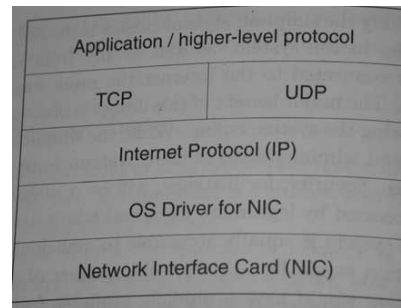 Application / higher-level protocol
TCP UDP
Internet Protocol (IP)
OS Driver for NIC
Network Interface Card (NIC)